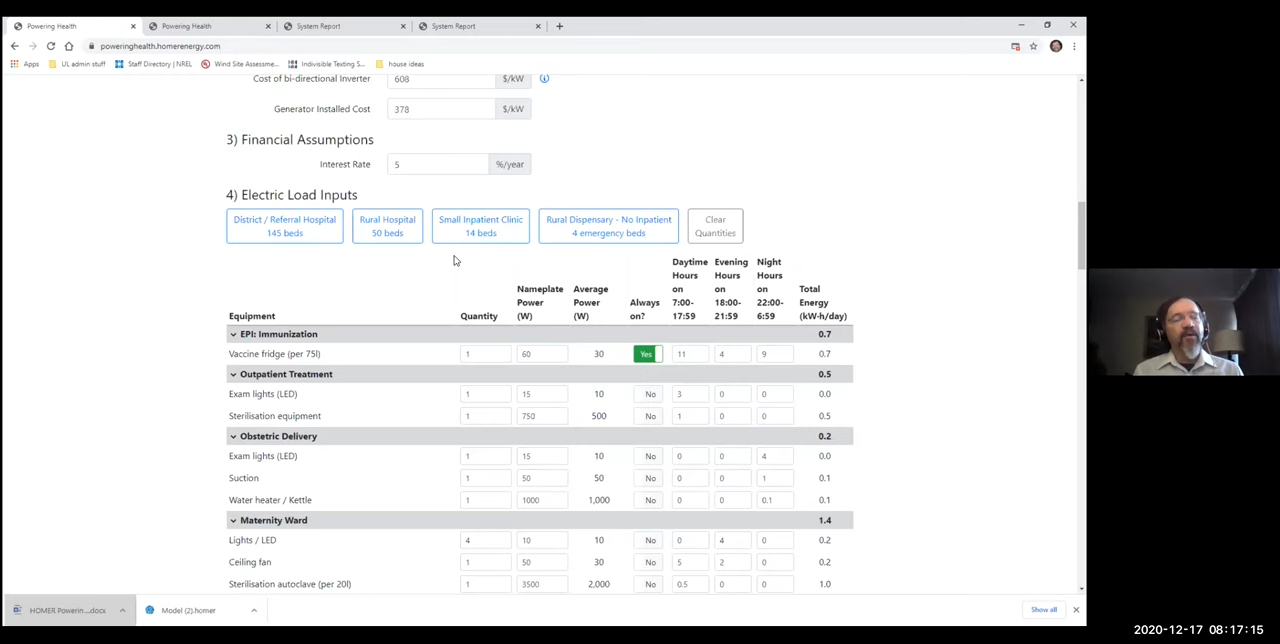 Powering Health
Powering Health
System Report
System Report
poweringhealth.homerenergy.com
Apps UL admin stuff Staff Directory | NREL Wind Site Assessme... Indivisible Texting S... house ideas
Cost of bi-directional Inverter 608 $/kW
Generator Installed Cost 378 $/kW
3) Financial Assumptions
Interest Rate 5 %/year
4) Electric Load Inputs
District / Referral Hospital
145 beds
Rural Hospital
50 beds
Small Inpatient Clinic
14 beds
Rural Dispensary - No Inpatient
4 emergency beds
Clear
Quantities
Equipment
Quantity
Nameplate
Power
(W)
Average
Power
(W)
Always
on?
Daytime
Hours
on
7:00-
17:59
Evening
Hours
on
18:00-
21:59
Night
Hours
on
22:00-
6:59
Total
Energy
(kW·h/day)
EPI: Immunization 0.7
Vaccine fridge (per 75l) 1 60 30 Yes 11 4 9 0.7
Outpatient Treatment 0.5
Exam lights (LED) 1 15 10 No 3 0 0 0.0
Sterilisation equipment 1 750 500 No 1 0 0 0.5
Obstetric Delivery 0.2
Exam lights (LED) 1 15 10 No 0 0 4 0.0
Suction 1 50 50 No 0 0 1 0.1
Water heater / Kettle 1 1000 1,000 No 0 0 0.1 0.1
Maternity Ward 1.4
Lights / LED 4 10 10 No 0 4 0 0.2
Ceiling fan 1 50 30 No 5 2 0 0.2
Sterilisation autoclave (per 20l) 1 3500 2,000 No 0.5 0 0 1.0
HOMER Powerin....docx
Model (2).homer
Show all
2020-12-17 08:17:15